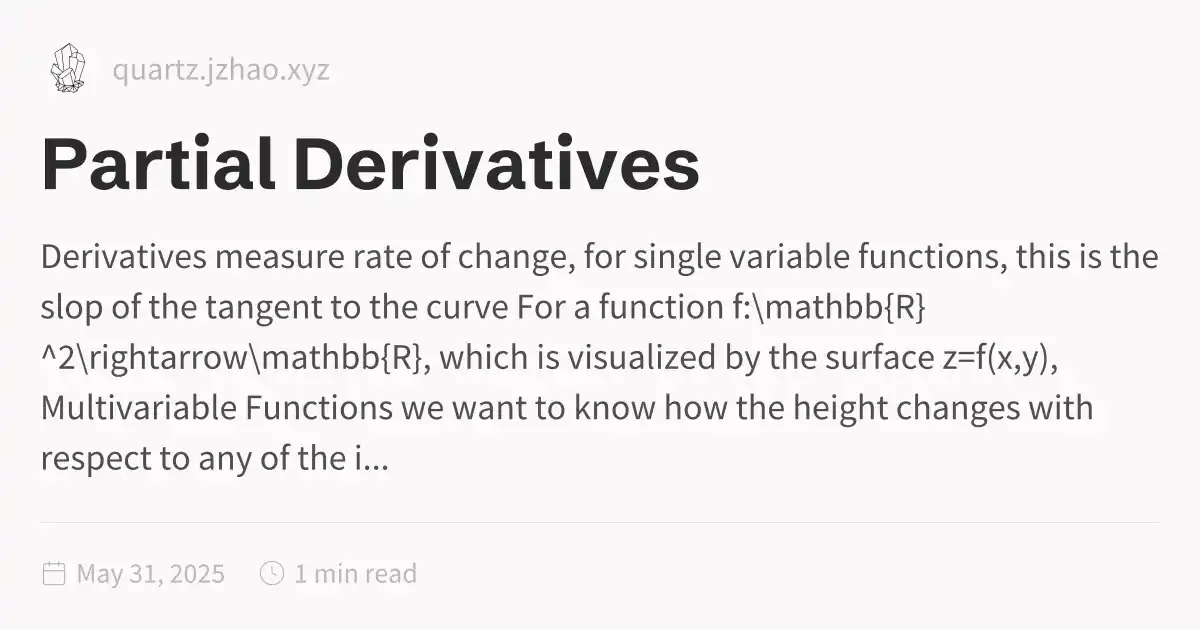 quartz.jzhao.xyz
Partial Derivatives
Derivatives measure rate of change, for single variable functions, this is the
slop of the tangent to the curve For a function f:\mathbb{R}
^2\rightarrow\mathbb{R}, which is visualized by the surface z=f(x,y),
Multivariable Functions we want to know how the height changes with
respect to any of the i...
May 31, 2025 1 min read